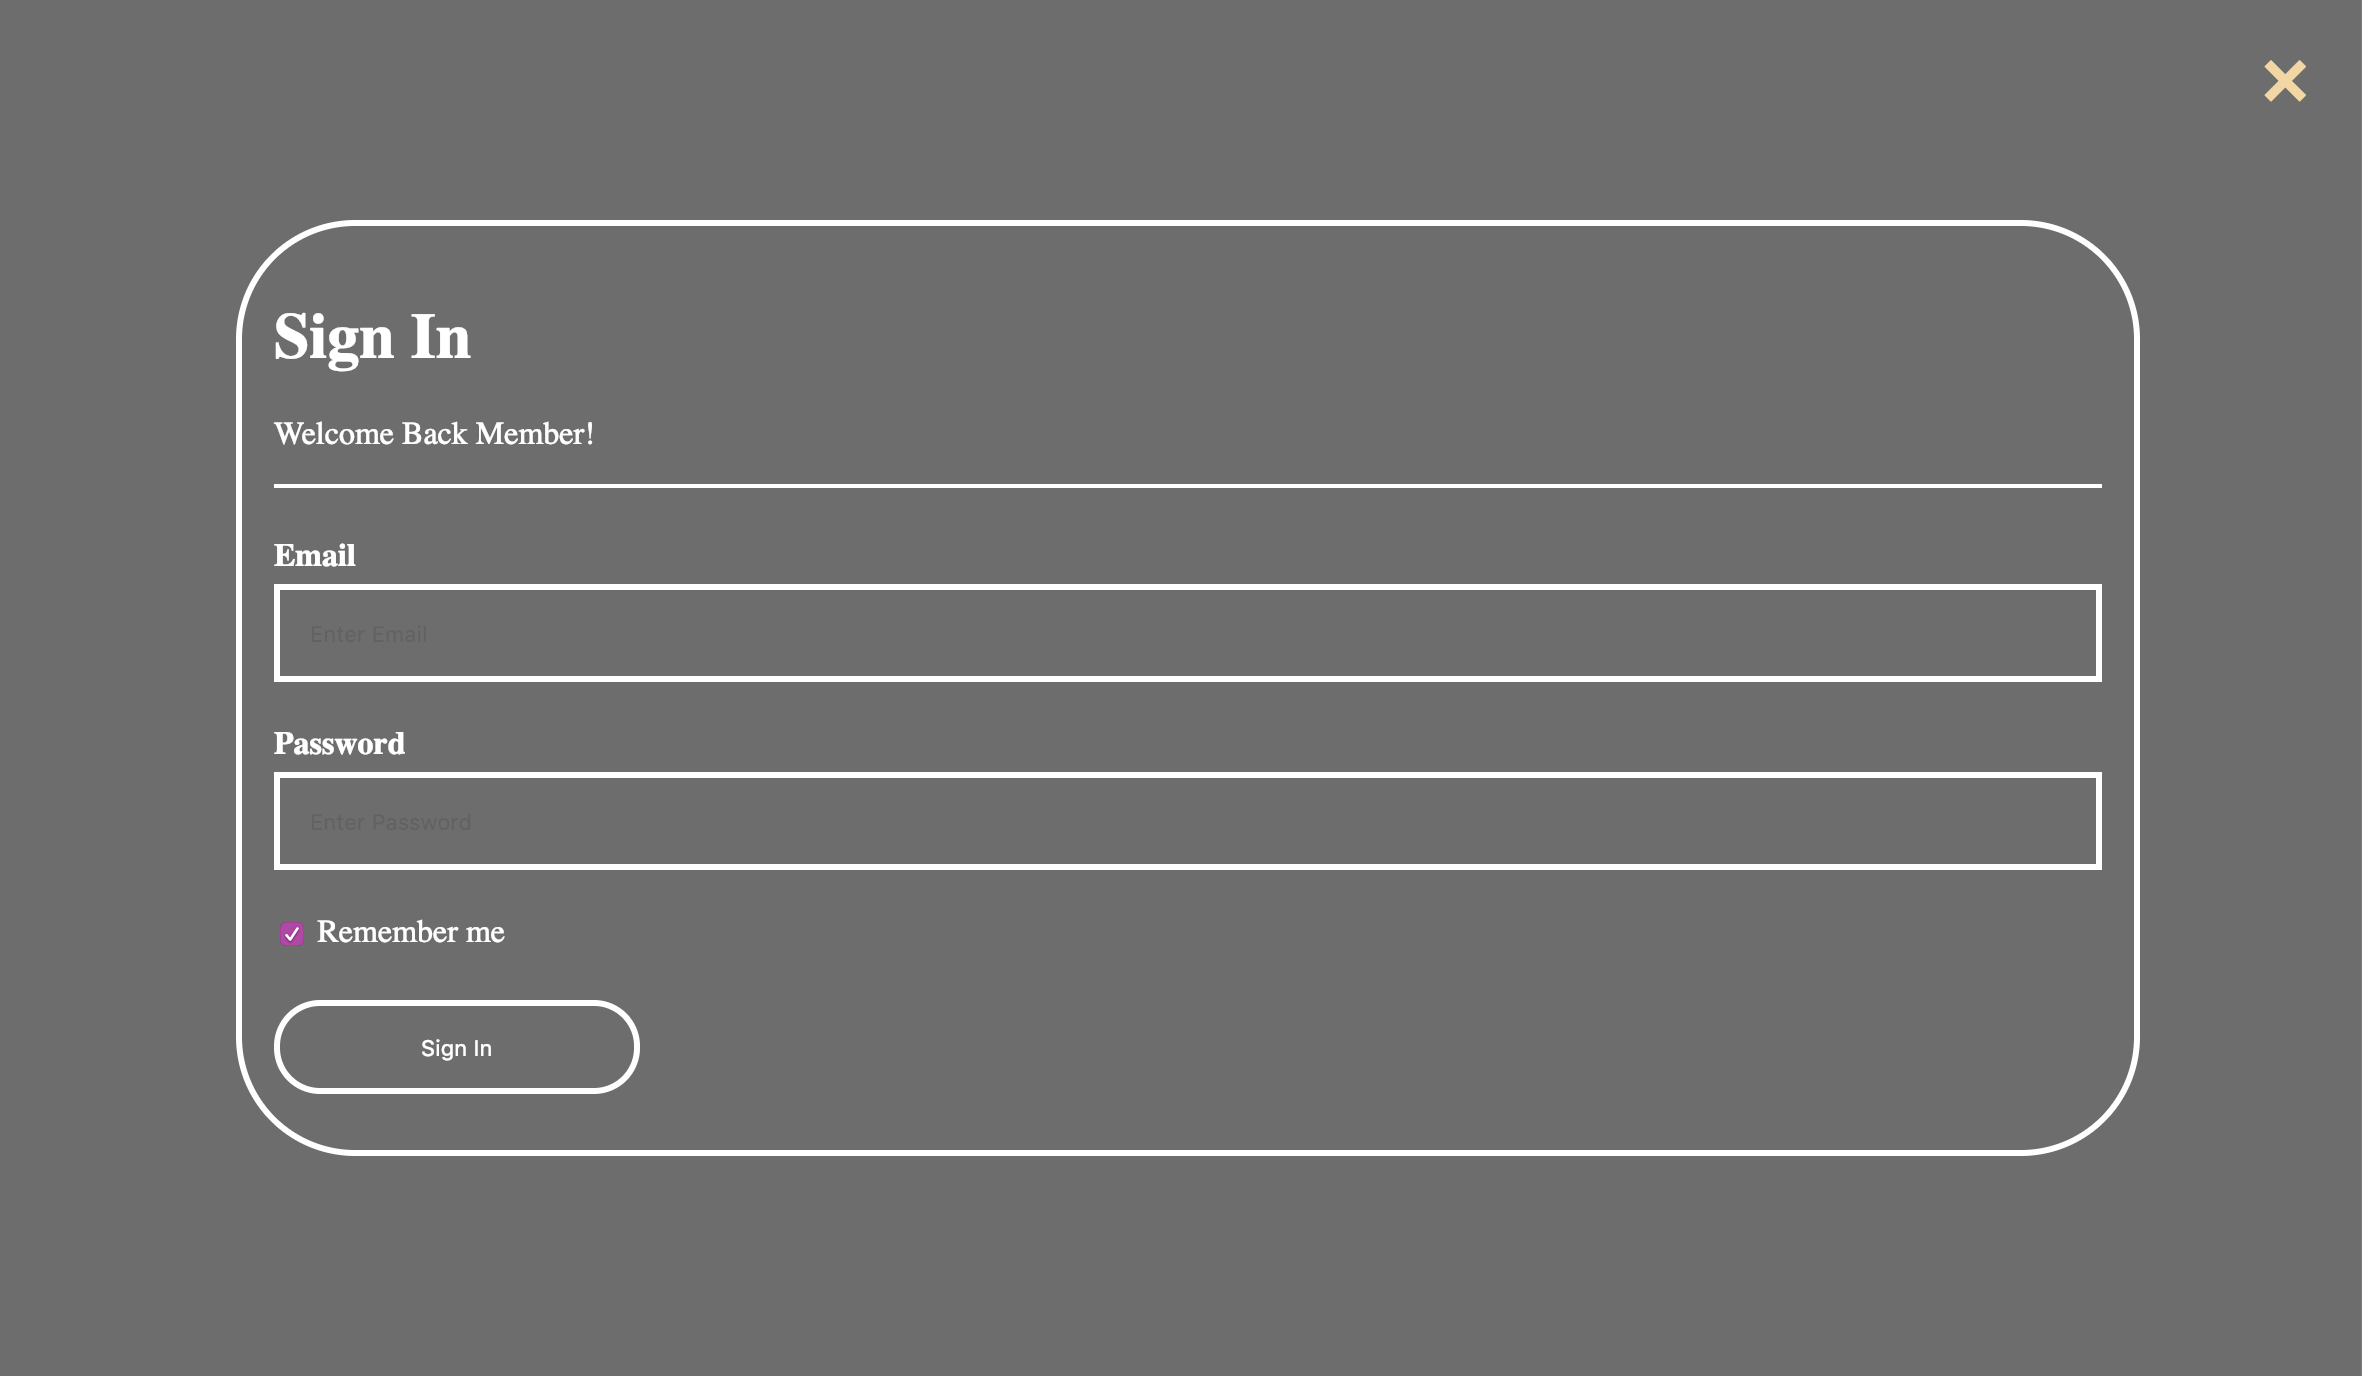 Sign In
Welcome Back Member!
Email
Enter Email
Password
Enter Password
Remember me
Sign In